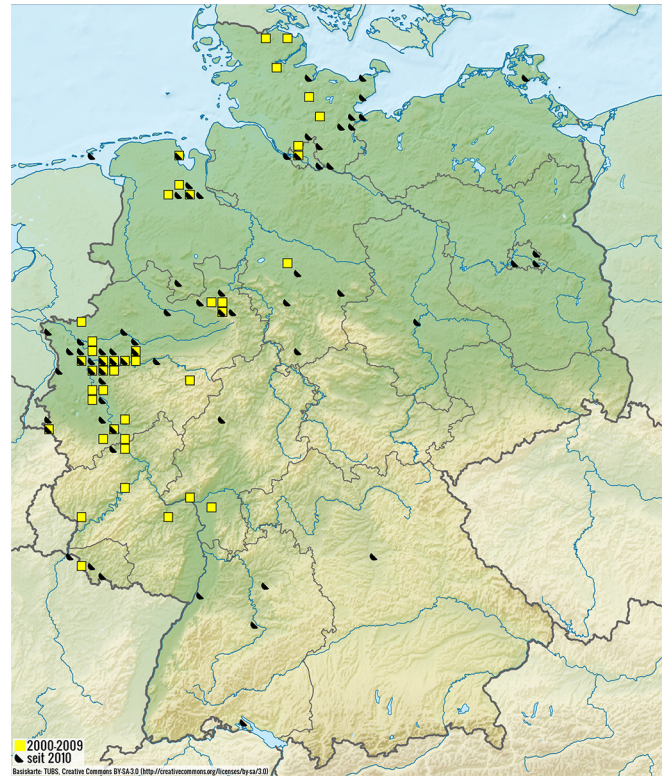 2000-2009
seit 2010
Basiskarte: TUBS, Creative Commons BY-SA-3.0 (http://creativecommons.org/licenses/by-sa/3.0)